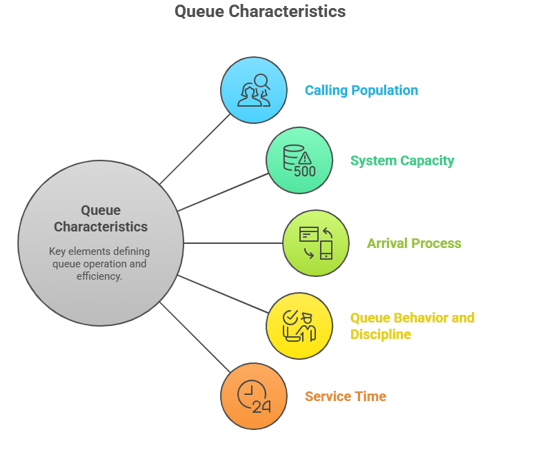 Queue Characteristics
Calling Population
500
System Capacity
Queue
Characteristics
Key elements defining
queue operation and
efficiency.
Arrival Process
Queue Behavior and
Discipline
24
Service Time